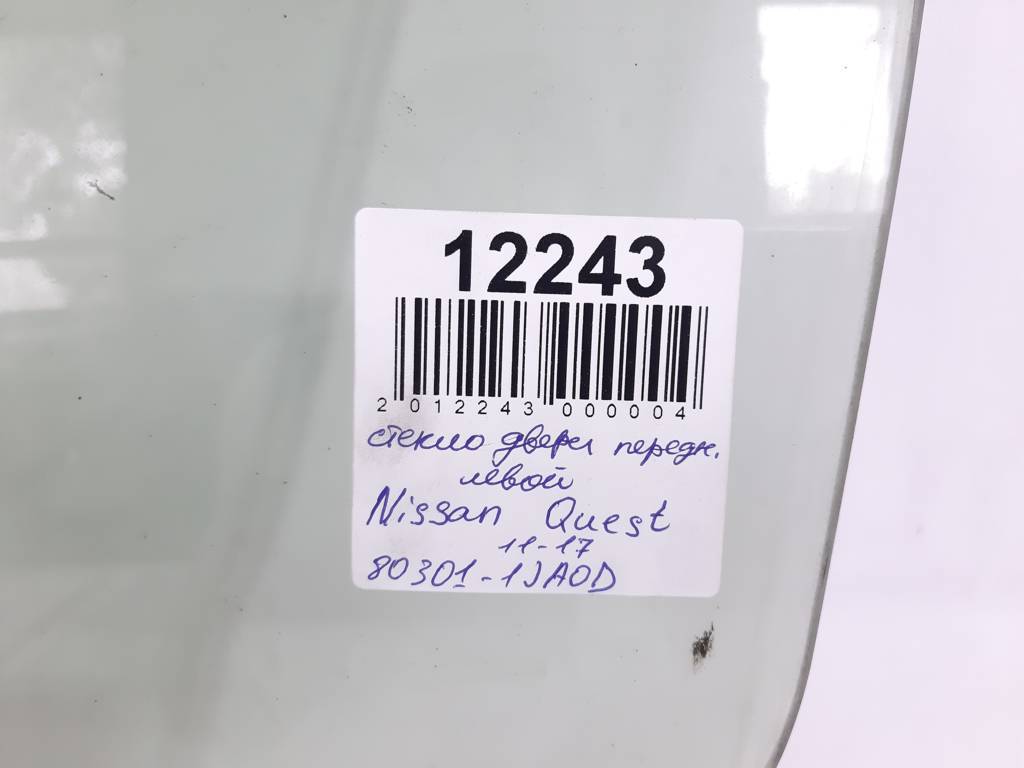 12243
2 012243 000004
стекло двери передн.
левой
Nissan Quest
11-17
80301-1JA0D